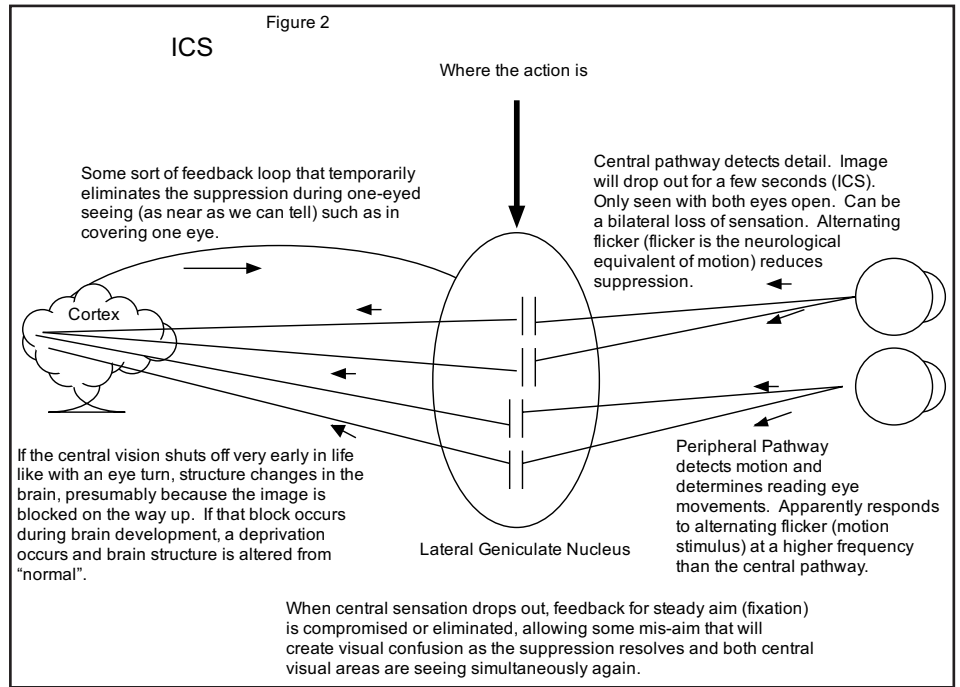 Figure 2
ICS
Where the action is
Some sort of feedback loop that temporarily
eliminates the suppression during one-eyed
seeing (as near as we can tell) such as in
covering one eye.
Central pathway detects detail.  Image
will drop out for a few seconds (ICS).
Only seen with both eyes open.  Can be
a bilateral loss of sensation.  Alternating
flicker (flicker is the neurological
equivalent of motion) reduces
suppression.
Cortex
If the central vision shuts off very early in life
like with an eye turn, structure changes in the
brain, presumably because the image is
blocked on the way up.  If that block occurs
during brain development, a deprivation
occurs and brain structure is altered from
“normal”.
Lateral Geniculate Nucleus
Peripheral Pathway
detects motion and
determines reading eye
movements.  Apparently responds
to alternating flicker (motion
stimulus) at a higher frequency
than the central pathway.
When central sensation drops out, feedback for steady aim (fixation)
is compromised or eliminated, allowing some mis-aim that will
create visual confusion as the suppression resolves and both central
visual areas are seeing simultaneously again.